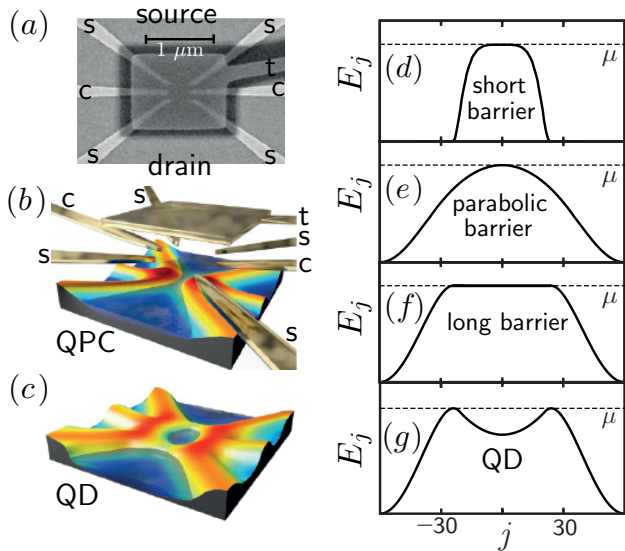 (a)
source
s
s
1 μm
t
c
c
s
s
drain
(b)
s
c
t
s
s
c
s
QPC
(c)
QD
E_j
(d)
μ
short
barrier
E_j
(e)
μ
parabolic
barrier
E_j
(f)
μ
long barrier
E_j
(g)
μ
QD
−30
j
30